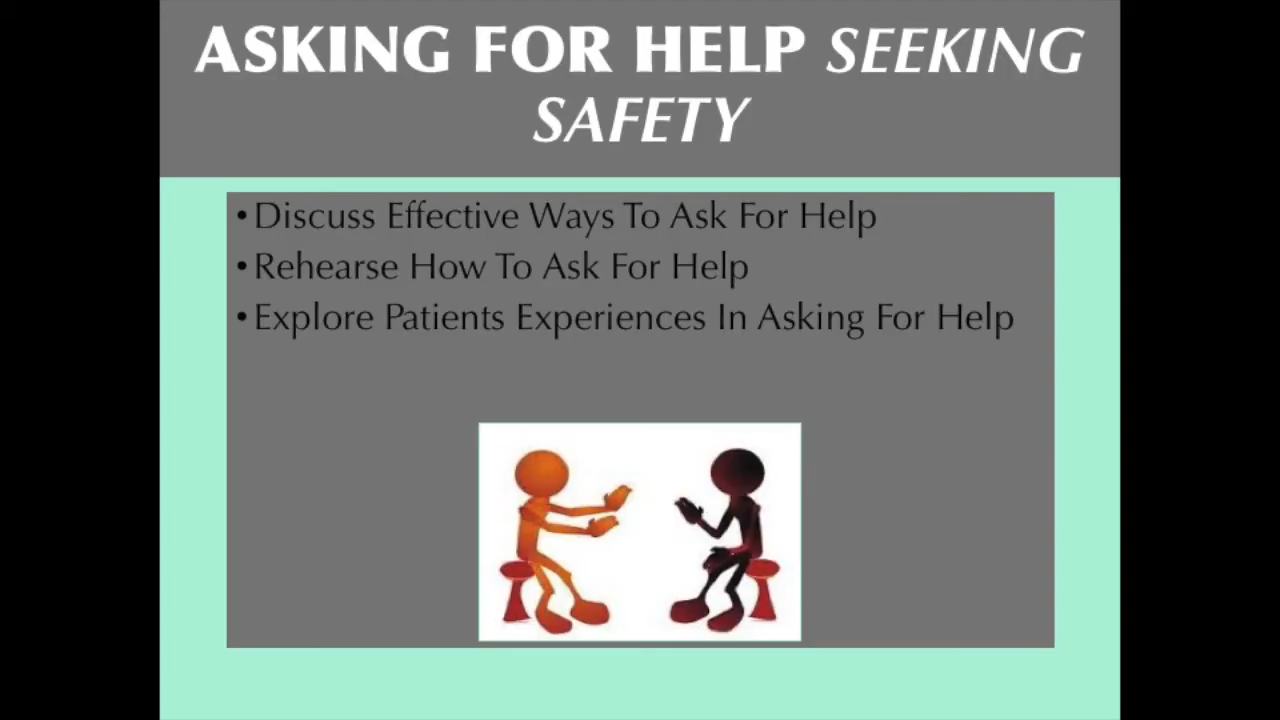 ASKING FOR HELP SEEKING
SAFETY
•Discuss Effective Ways To Ask For Help
•Rehearse How To Ask For Help
•Explore Patients Experiences In Asking For Help